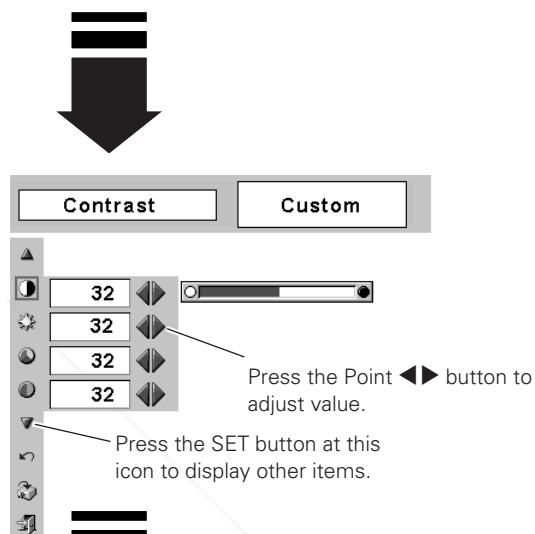 Contrast Custom
32
32
32
32
Press the Point ◀▶ button to
adjust value.
Press the SET button at this
icon to display other items.